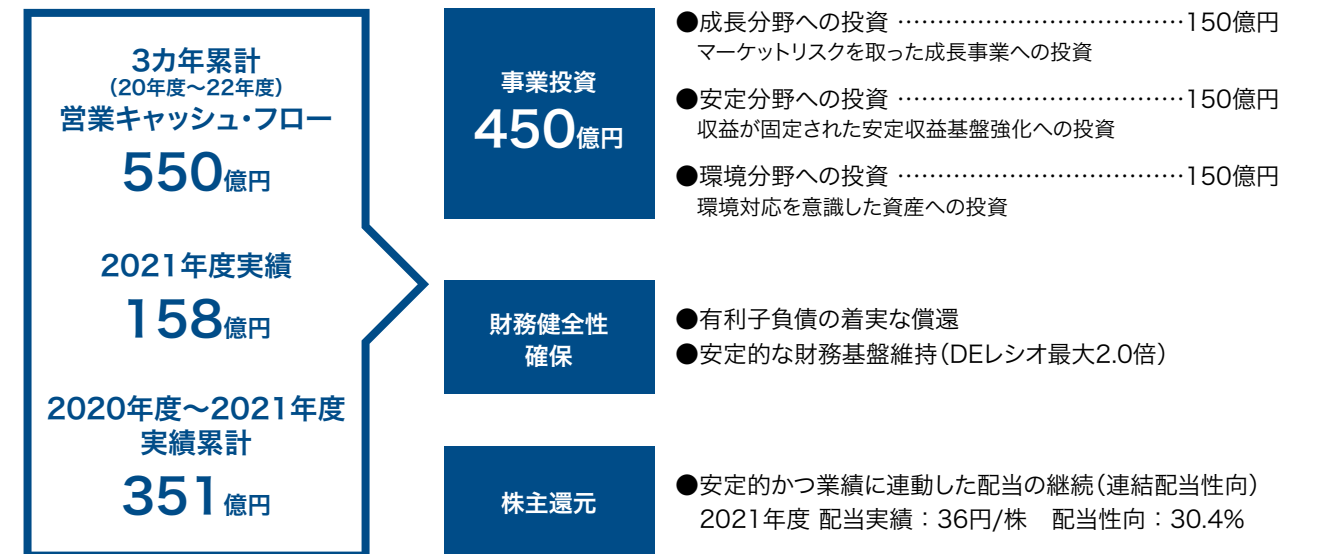 3カ年累計
(20年度〜22年度)
営業キャッシュ・フロー
550億円
2021年度実績
158億円
2020年度〜2021年度
実績累計
351億円
事業投資
450億円
●成長分野への投資 ………………………………150億円
マーケットリスクを取った成長事業への投資
●安定分野への投資 ………………………………150億円
収益が固定された安定収益基盤強化への投資
●環境分野への投資 ………………………………150億円
環境対応を意識した資産への投資
財務健全性
確保
●有利子負債の着実な償還
●安定的な財務基盤維持(DEレシオ最大2.0倍)
株主還元
●安定的かつ業績に連動した配当の継続(連結配当性向)
2021年度 配当実績:36円/株 配当性向:30.4%